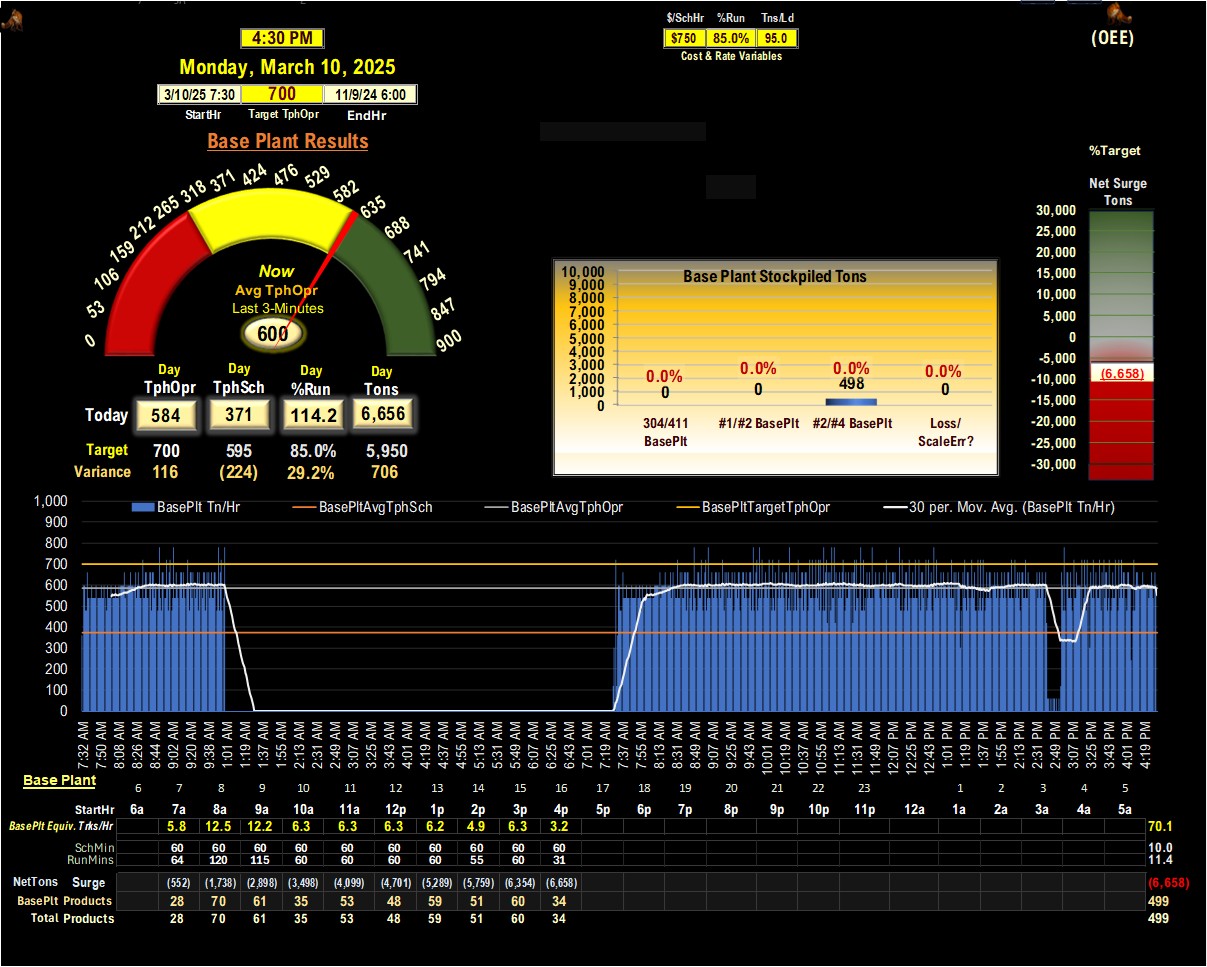 $/SchHr %Run Tns/Ld
4:30 PM
$750 85.0% 95.0
(OEE)
Cost & Rate Variables
Monday, March 10, 2025
3/10/25 7:30 700 11/9/24 6:00
StartHr Target TphOpr EndHr
Base Plant Results
%Target
Net Surge
Tons
0 53 106 159 212 265 318 371 424 476 529 582 635 688 741 794 847 900
Now
Avg TphOpr
Last 3-Minutes
600
30,000
25,000
20,000
15,000
10,000
5,000
0
-5,000
-10,000
-15,000
-20,000
-25,000
-30,000
(6,658)
Base Plant Stockpiled Tons
10,000
9,000
8,000
7,000
6,000
5,000
4,000
3,000
2,000
1,000
0
0.0% 0.0% 0.0% 0.0%
0 0 498 0
304/411 #1/#2 BasePlt #2/#4 BasePlt Loss/
BasePlt ScaleErr?
Day Day Day Day
TphOpr TphSch %Run Tons
Today 584 371 114.2 6,656
Target 700 595 85.0% 5,950
Variance 116 (224) 29.2% 706
BasePlt Tn/Hr BasePltAvgTphSch BasePltAvgTphOpr BasePltTargetTphOpr 30 per. Mov. Avg. (BasePlt Tn/Hr)
1,000
900
800
700
600
500
400
300
200
100
0
7:32 AM 7:50 AM 8:08 AM 8:26 AM 8:44 AM 9:02 AM 9:20 AM 9:38 AM 1:01 AM 1:19 AM 1:37 AM 1:55 AM 2:13 AM 2:31 AM 2:49 AM 3:07 AM 3:25 AM 3:43 AM 4:01 AM 4:19 AM 4:37 AM 4:55 AM 5:13 AM 5:31 AM 5:49 AM 6:07 AM 6:25 AM 6:43 AM 7:01 AM 7:19 AM 7:37 AM 7:55 AM 8:13 AM 8:31 AM 8:49 AM 9:07 AM 9:25 AM 9:43 AM 10:01 AM 10:19 AM 10:37 AM 10:55 AM 11:13 AM 11:31 AM 11:49 AM 12:07 PM 12:25 PM 12:43 PM 1:01 PM 1:19 PM 1:37 PM 1:55 PM 2:13 PM 2:31 PM 2:49 PM 3:07 PM 3:25 PM 3:43 PM 4:01 PM 4:19 PM
Base Plant
6 7 8 9 10 11 12 13 14 15 16 17 18 19 20 21 22 23 1 2 3 4 5
StartHr 6a 7a 8a 9a 10a 11a 12p 1p 2p 3p 4p 5p 6p 7p 8p 9p 10p 11p 12a 1a 2a 3a 4a 5a
BasePlt Equiv. Trks/Hr 5.8 12.5 12.2 6.3 6.3 6.3 6.2 4.9 6.3 3.2 70.1
SchMin 60 60 60 60 60 60 60 60 60 60 10.0
RunMins 64 120 115 60 60 60 60 55 60 31 11.4
NetTons Surge (552) (1,738) (2,898) (3,498) (4,099) (4,701) (5,289) (5,759) (6,354) (6,658) (6,658)
BasePlt Products 28 70 61 35 53 48 59 51 60 34 499
Total Products 28 70 61 35 53 48 59 51 60 34 499